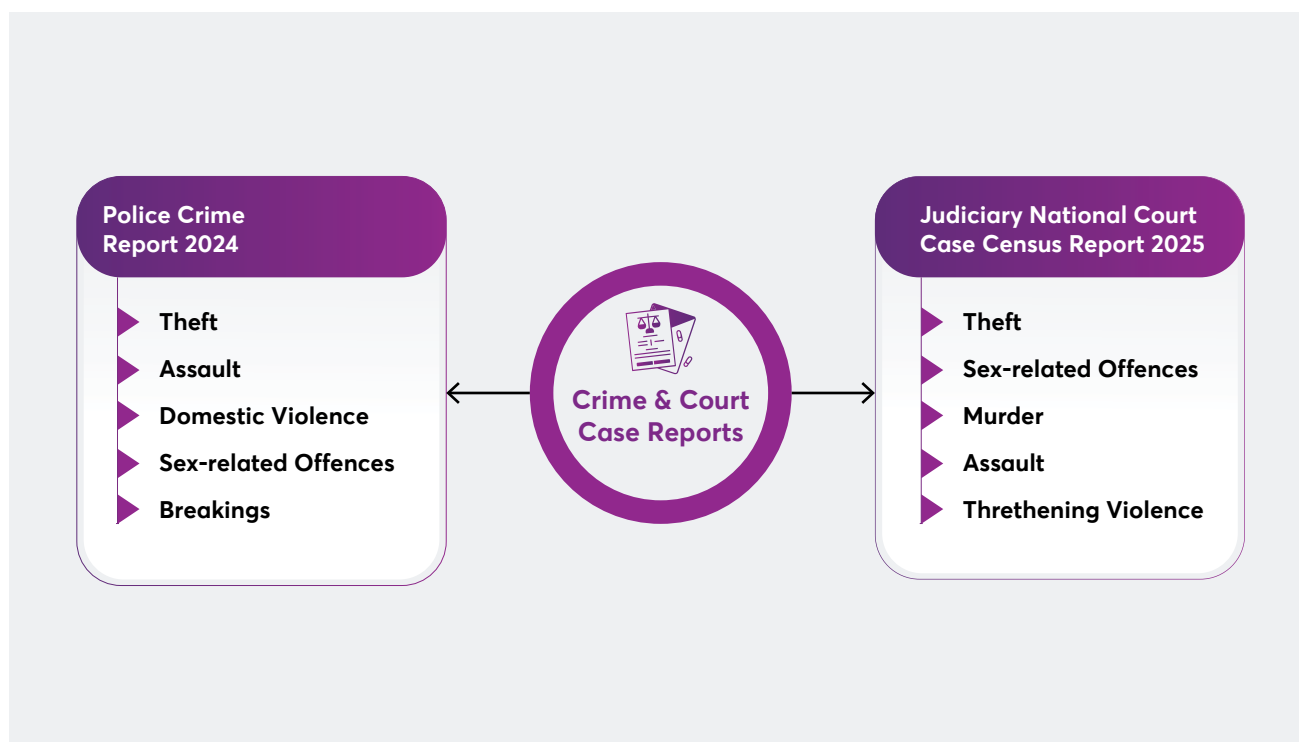 Police Crime
Report 2024
Theft
Assault
Domestic Violence
Sex-related Offences
Breakings
Crime & Court
Case Reports
Judiciary National Court
Case Census Report 2025
Theft
Sex-related Offences
Murder
Assault
Threthening Violence